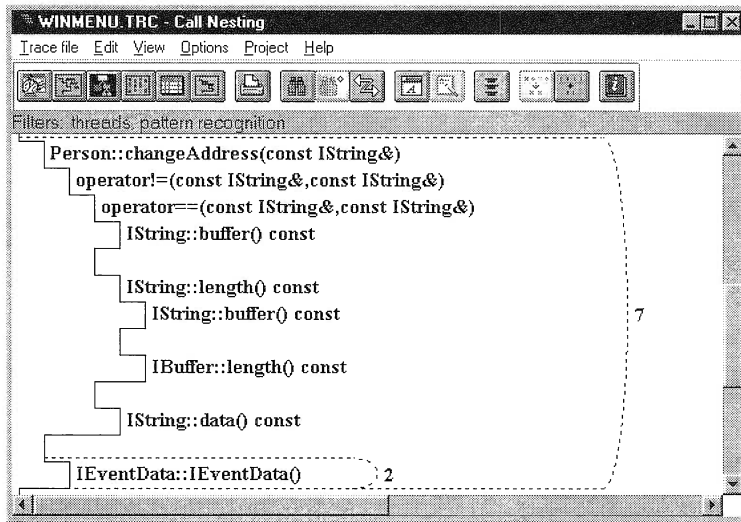 WINMENU.TRC - Call Nesting
Trace file Edit View Options Project Help
Filters: threads, pattern recognition
Person::changeAddress(const IString&)
operator!=(const IString&,const IString&)
operator==(const IString&,const IString&)
IString::buffer() const
IString::length() const
IString::buffer() const
7
IBuffer::length() const
IString::data() const
IEventData::IEventData()
2